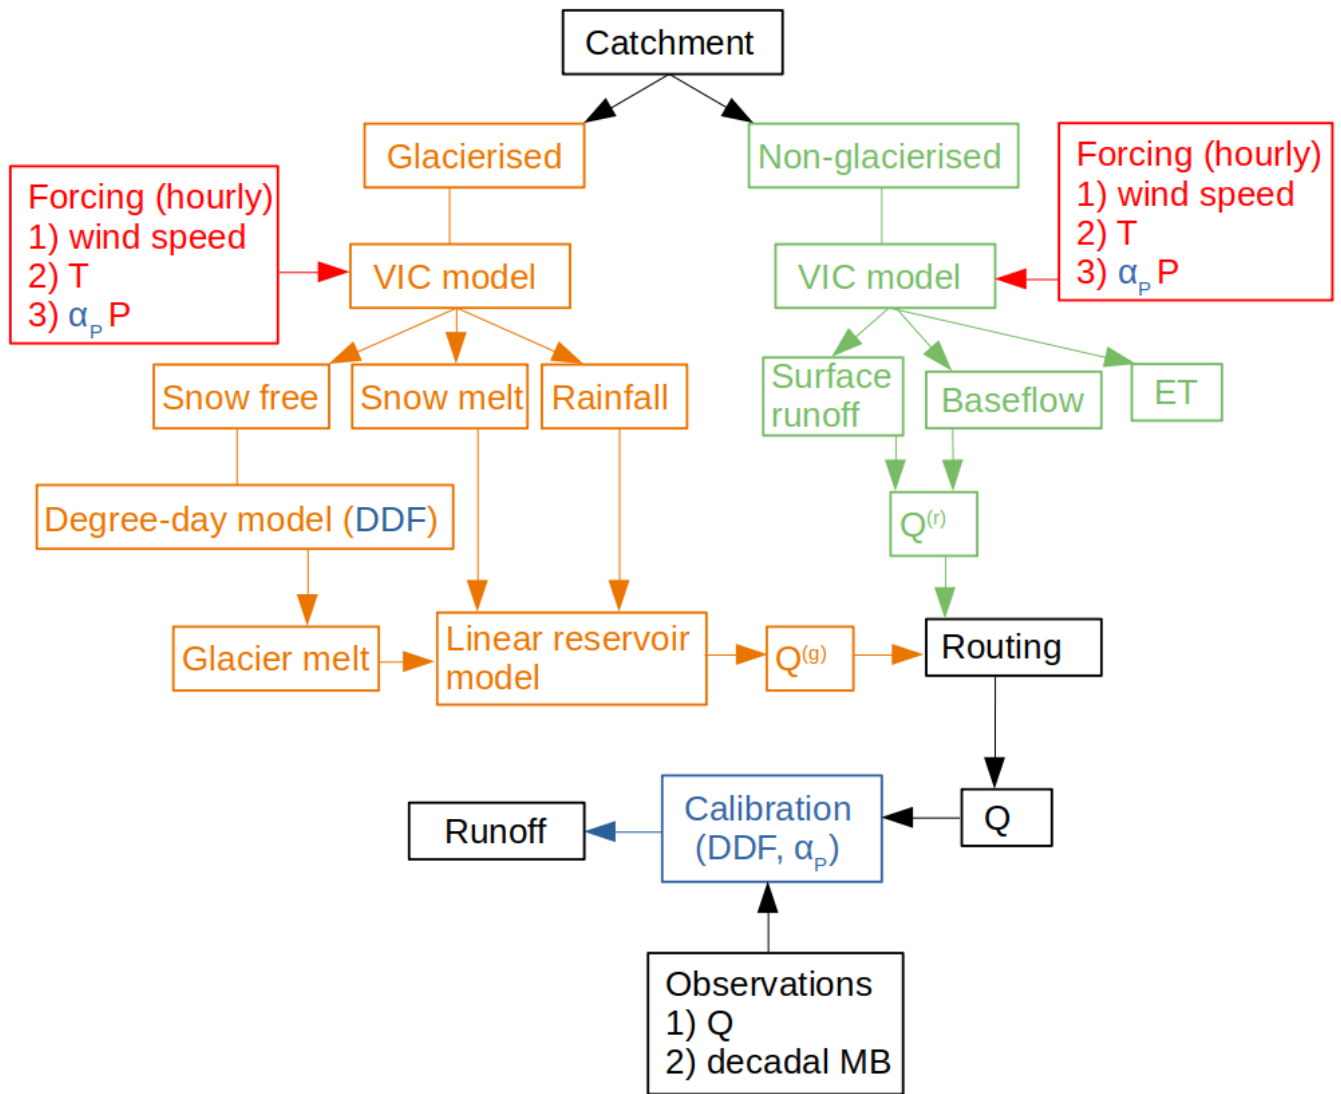 Catchment
Glacierised
Non-glacierised
Forcing (hourly)
1) wind speed
2) T
3) αP P
VIC model
VIC model
Forcing (hourly)
1) wind speed
2) T
3) αP P
Snow free
Snow melt
Rainfall
Surface
runoff
Baseflow
ET
Degree-day model (DDF)
Q(r)
Glacier melt
Linear reservoir
model
Q(g)
Routing
Runoff
Calibration
(DDF, αP)
Q
Observations
1) Q
2) decadal MB